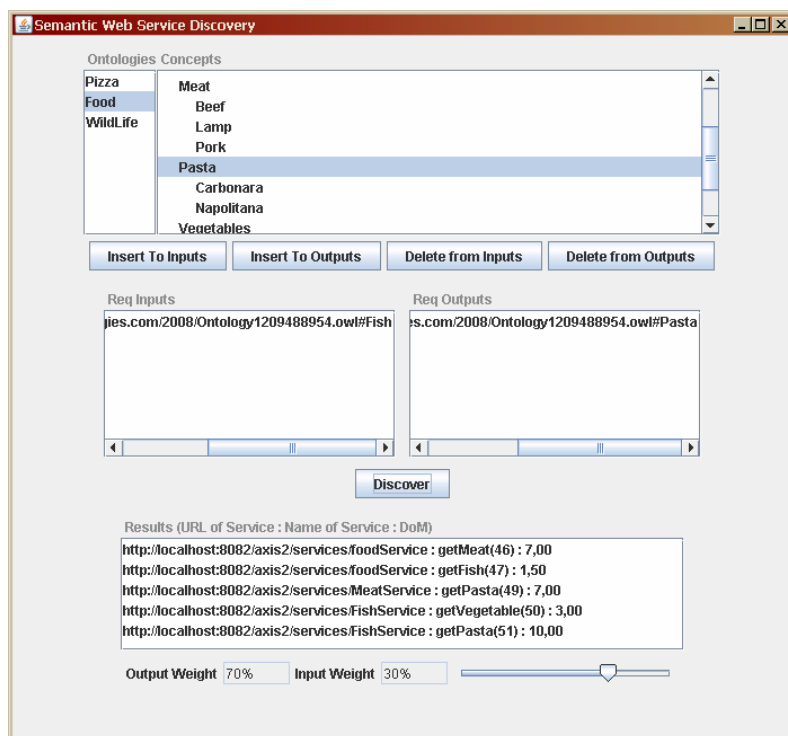 Semantic Web Service Discovery
Ontologies Concepts
Pizza
Food
WildLife
Meat
Beef
Lamp
Pork
Pasta
Carbonara
Napolitana
Vegetables
Insert To Inputs Insert To Outputs Delete from Inputs Delete from Outputs
Req Inputs Req Outputs
gies.com/2008/Ontology1209488954.owl#Fish
es.com/2008/Ontology1209488954.owl#Pasta
Discover
Results (URL of Service : Name of Service : DoM)
http://localhost:8082/axis2/services/foodService : getMeat(46) : 7,00
http://localhost:8082/axis2/services/foodService : getFish(47) : 1,50
http://localhost:8082/axis2/services/MeatService : getPasta(49) : 7,00
http://localhost:8082/axis2/services/FishService : getVegetable(50) : 3,00
http://localhost:8082/axis2/services/FishService : getPasta(51) : 10,00
Output Weight 70% Input Weight 30%